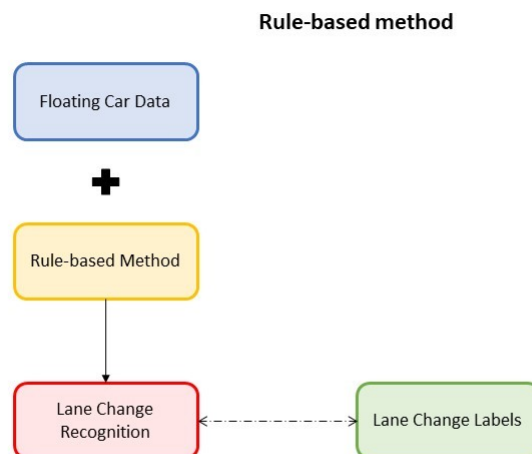 Rule-based method
Floating Car Data
Rule-based Method
Lane Change
Recognition
Lane Change Labels